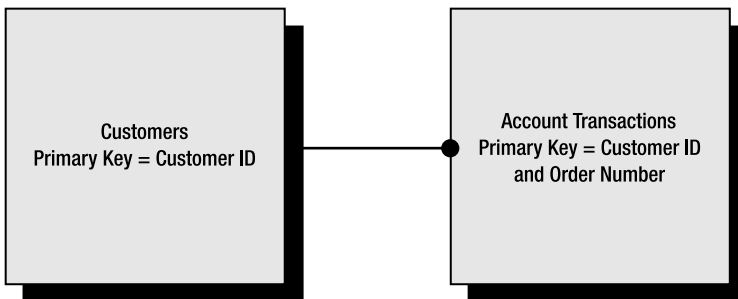 Customers
Primary Key = Customer ID
Account Transactions
Primary Key = Customer ID
and Order Number